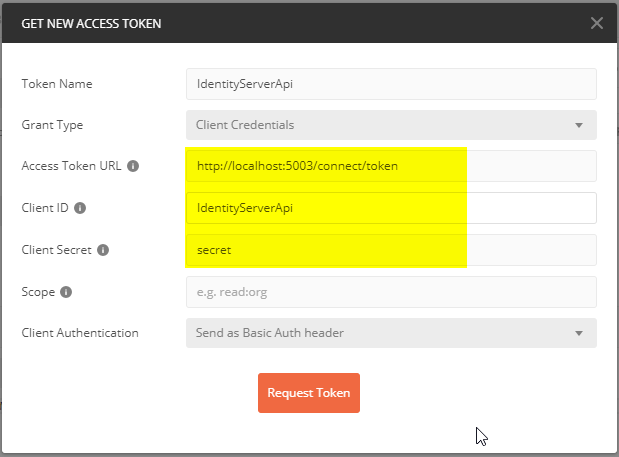 GET NEW ACCESS TOKEN
Token Name IdentityServerApi
Grant Type Client Credentials
Access Token URL http://localhost:5003/connect/token
Client ID IdentityServerApi
Client Secret secret
Scope e.g. read:org
Client Authentication Send as Basic Auth header
Request Token